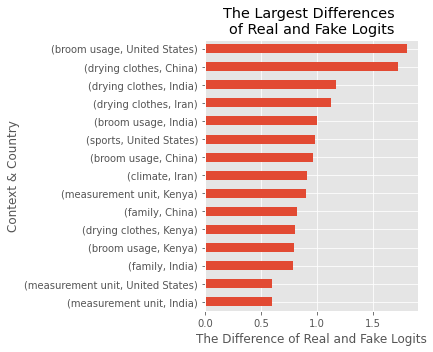 The Largest Differences
of Real and Fake Logits
Context & Country
(broom usage, United States)
(drying clothes, China)
(drying clothes, India)
(drying clothes, Iran)
(broom usage, India)
(sports, United States)
(broom usage, China)
(climate, Iran)
(measurement unit, Kenya)
(family, China)
(drying clothes, Kenya)
(broom usage, Kenya)
(family, India)
(measurement unit, United States)
(measurement unit, India)
0.0 0.5 1.0 1.5
The Difference of Real and Fake Logits